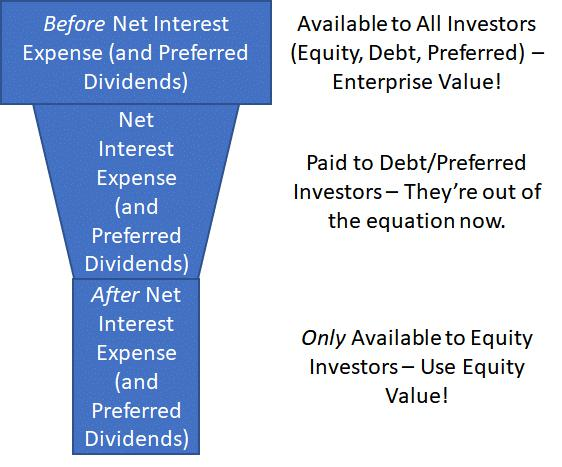 Before Net Interest
Expense (and Preferred
Dividends)
Available to All Investors
(Equity, Debt, Preferred) –
Enterprise Value!
Net
Interest
Expense
(and
Preferred
Dividends)
Paid to Debt/Preferred
Investors – They’re out of
the equation now.
After Net
Interest
Expense
(and
Preferred
Dividends)
Only Available to Equity
Investors – Use Equity
Value!